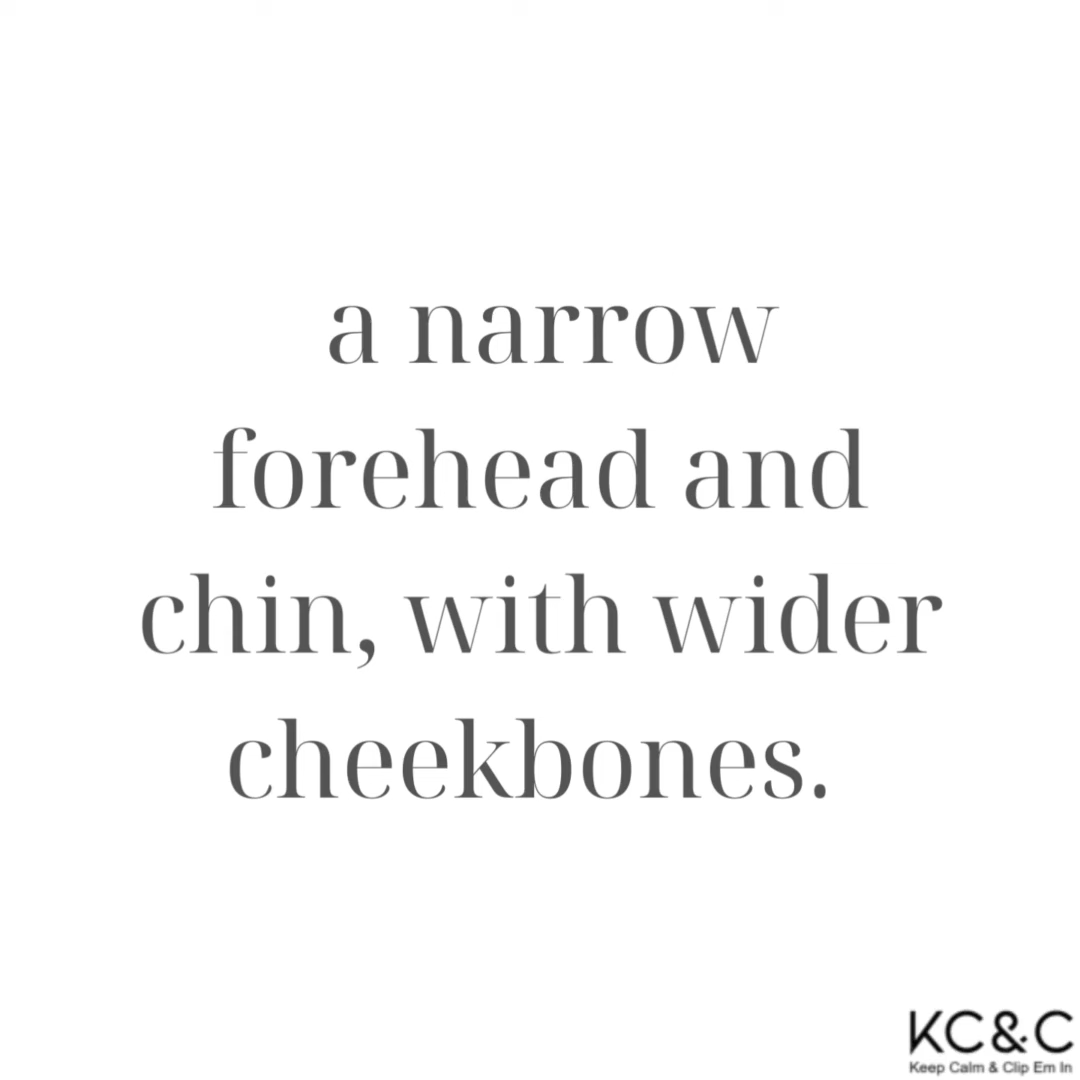 a narrow
forehead and
chin, with wider
cheekbones.
KC&C
Keep Calm & Clip Em In